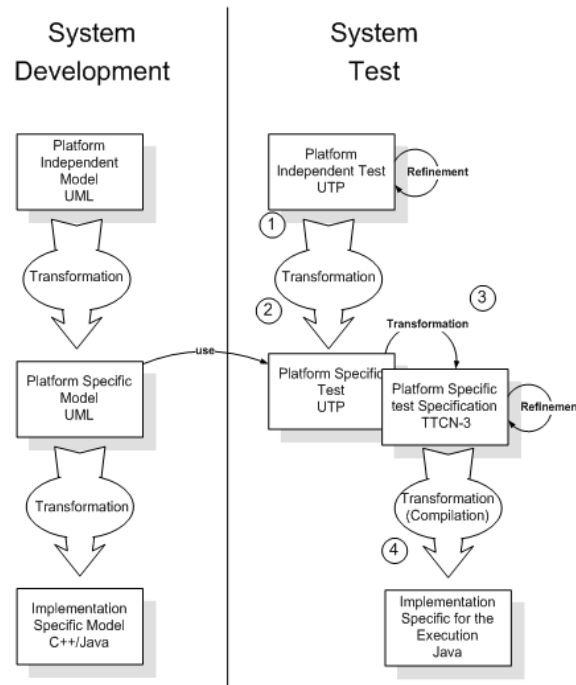 System
Development
System
Test
Platform
Independent
Model
UML
Transformation
Platform Specific
Model
UML
Transformation
Implementation
Specific Model
C++/Java
use
Platform
Independent Test
UTP
Refinement
1
Transformation
2
3
Transformation
Platform Specific
Test
UTP
Platform Specific
test Specification
TTCN-3
Refinement
Transformation
(Compilation)
4
Implementation
Specific for the
Execution
Java